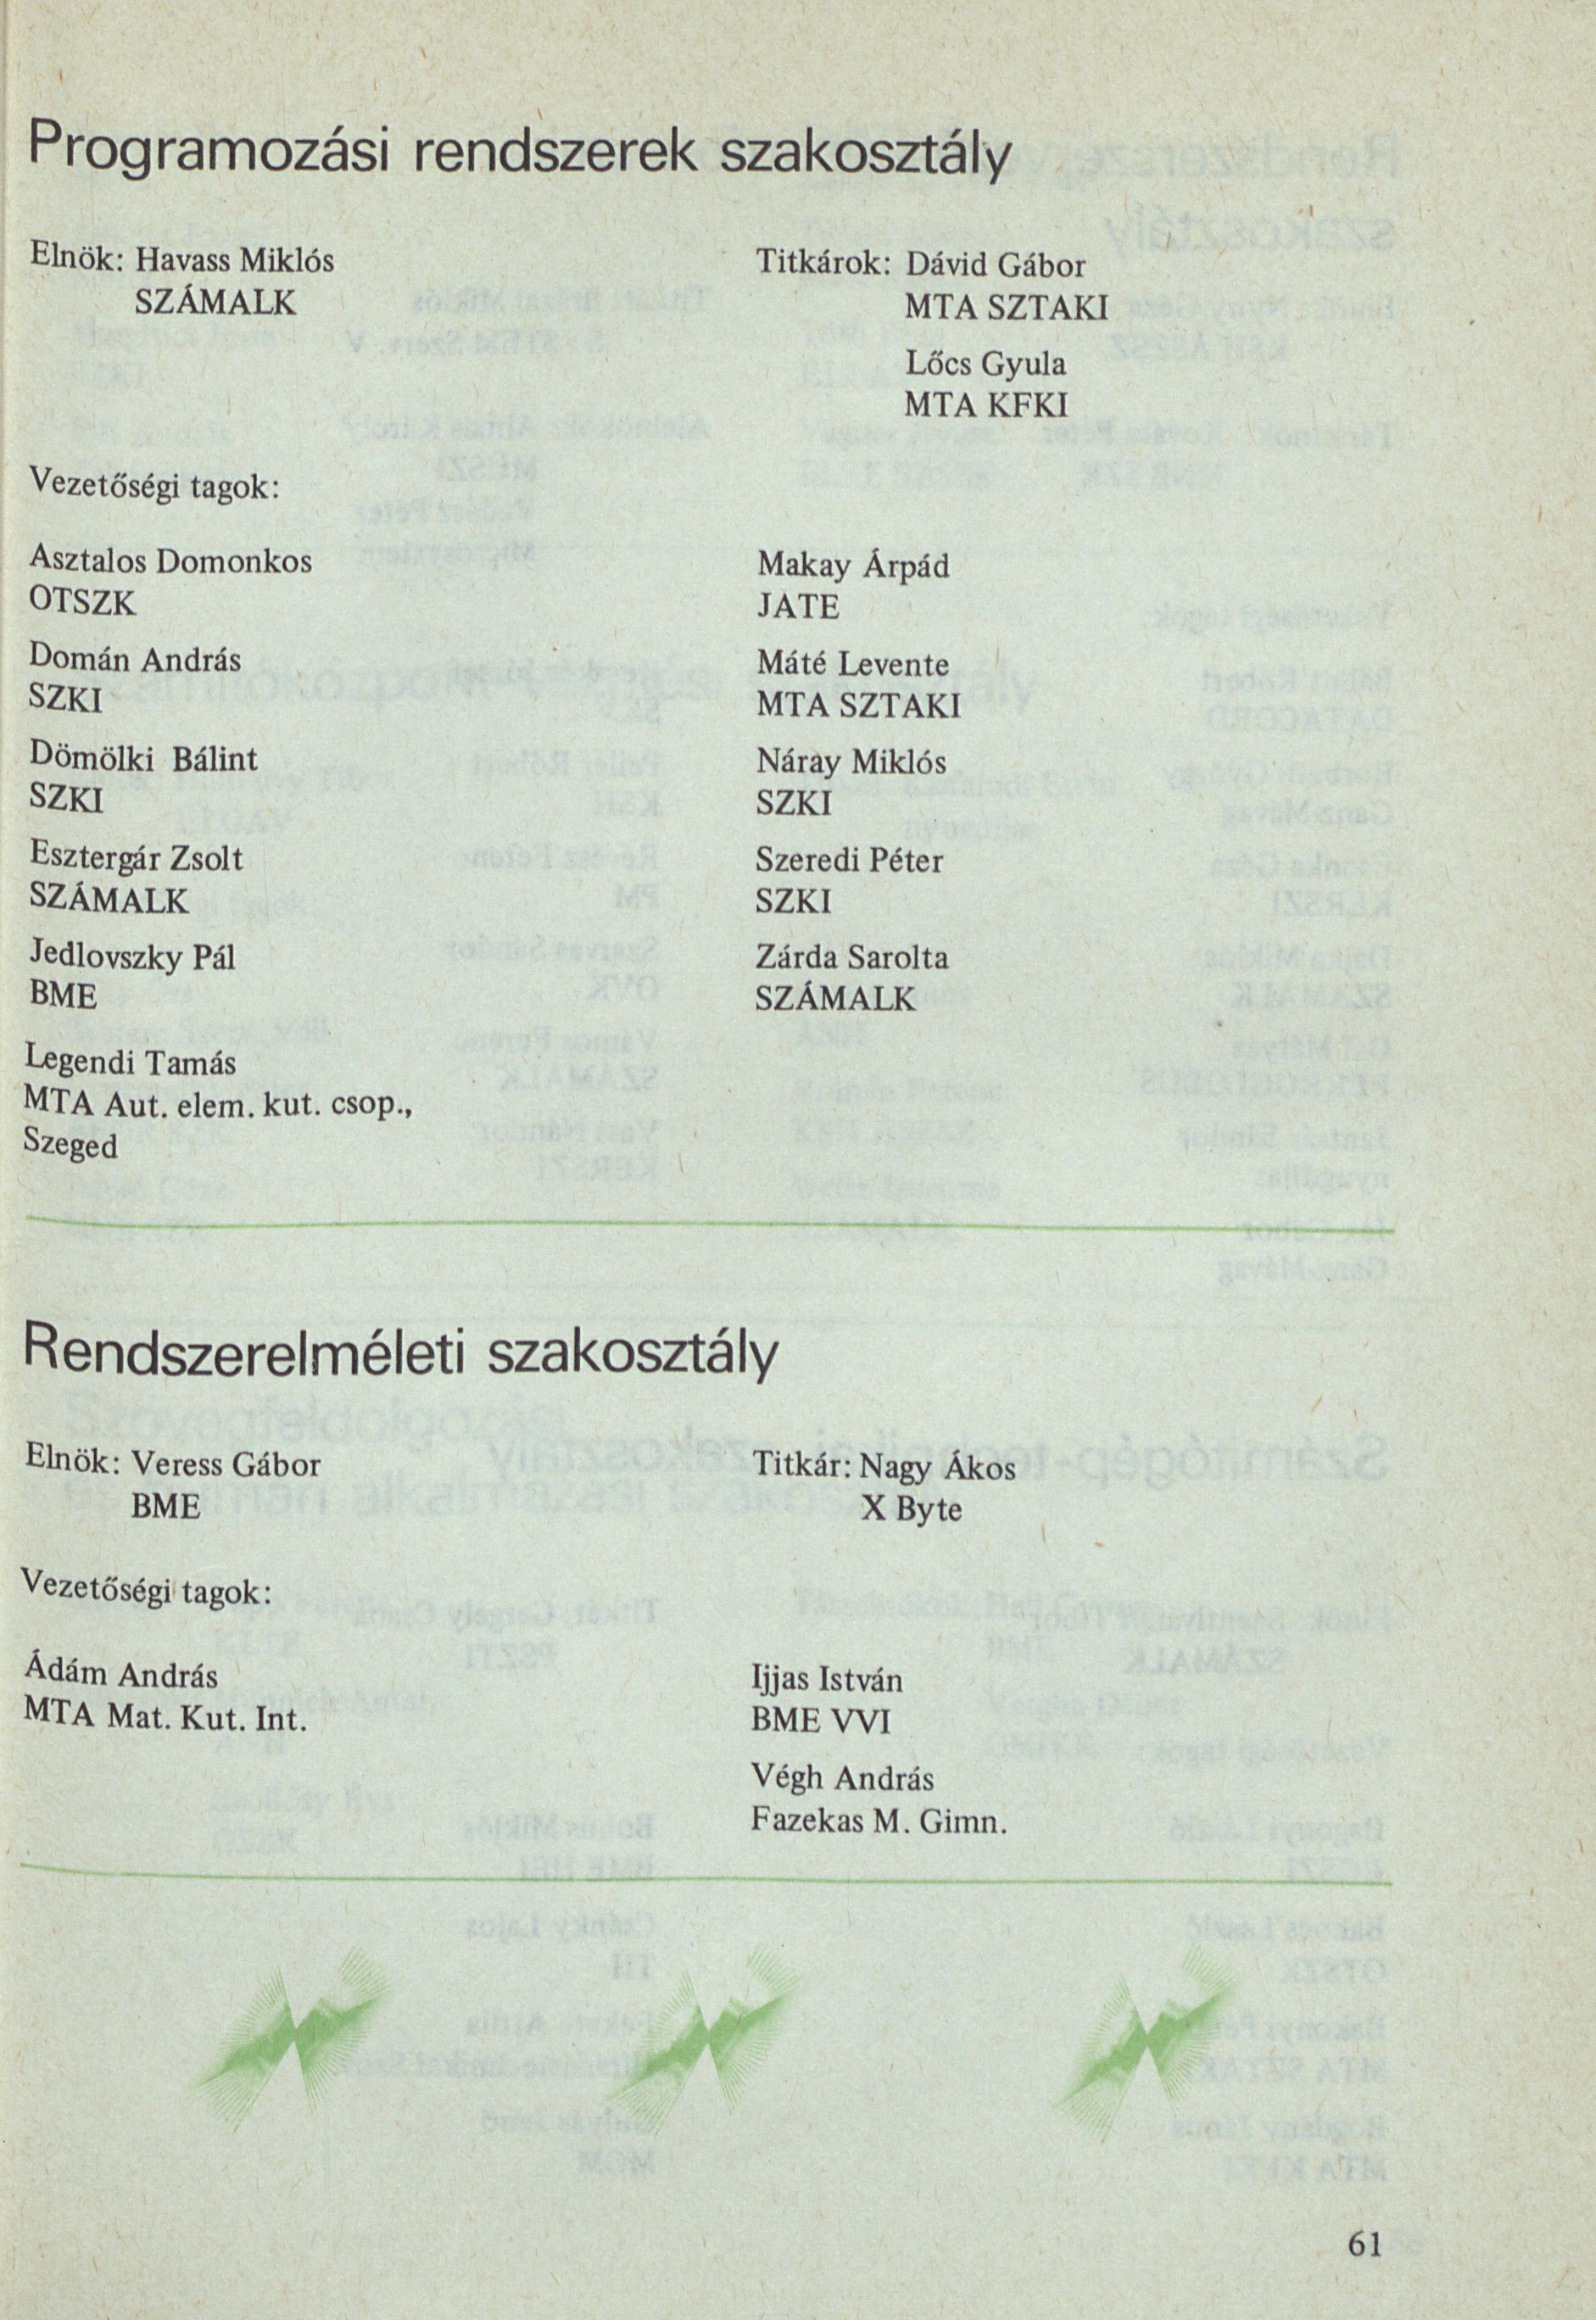 Programozási rendszerek szakosztály
Elnök: Havass Miklós
SZÁMALK
Titkárok: Dávid Gábor
MTA SZTAKI
Lőcs Gyula
MTA KFKI
Vezetőségi tagok:
Asztalos Domonkos
OTSZK
Domán András
SZKI
Dömölki Bálint
SZKI
Esztergár Zsolt
SZÁMALK
Jedlovszky Pál
BME
Legendi Tamás
MTA Aut. elem. kut. csop.,
Szeged
Makay Árpád
JATE
Máté Levente
MTA SZTAKI
Náray Miklós
SZKI
Szeredi Péter
SZKI
Zárda Sarolta
SZÁMALK
Rendszerelméleti szakosztály
Elnök: Veress Gábor
BME
Titkár: Nagy Ákos
X Byte
Vezetőségi tagok:
Ádám András
MTA Mat. Kut. Int.
Ijjas István
BME VVI
Végh András
Fazekas M. Gimn.
61